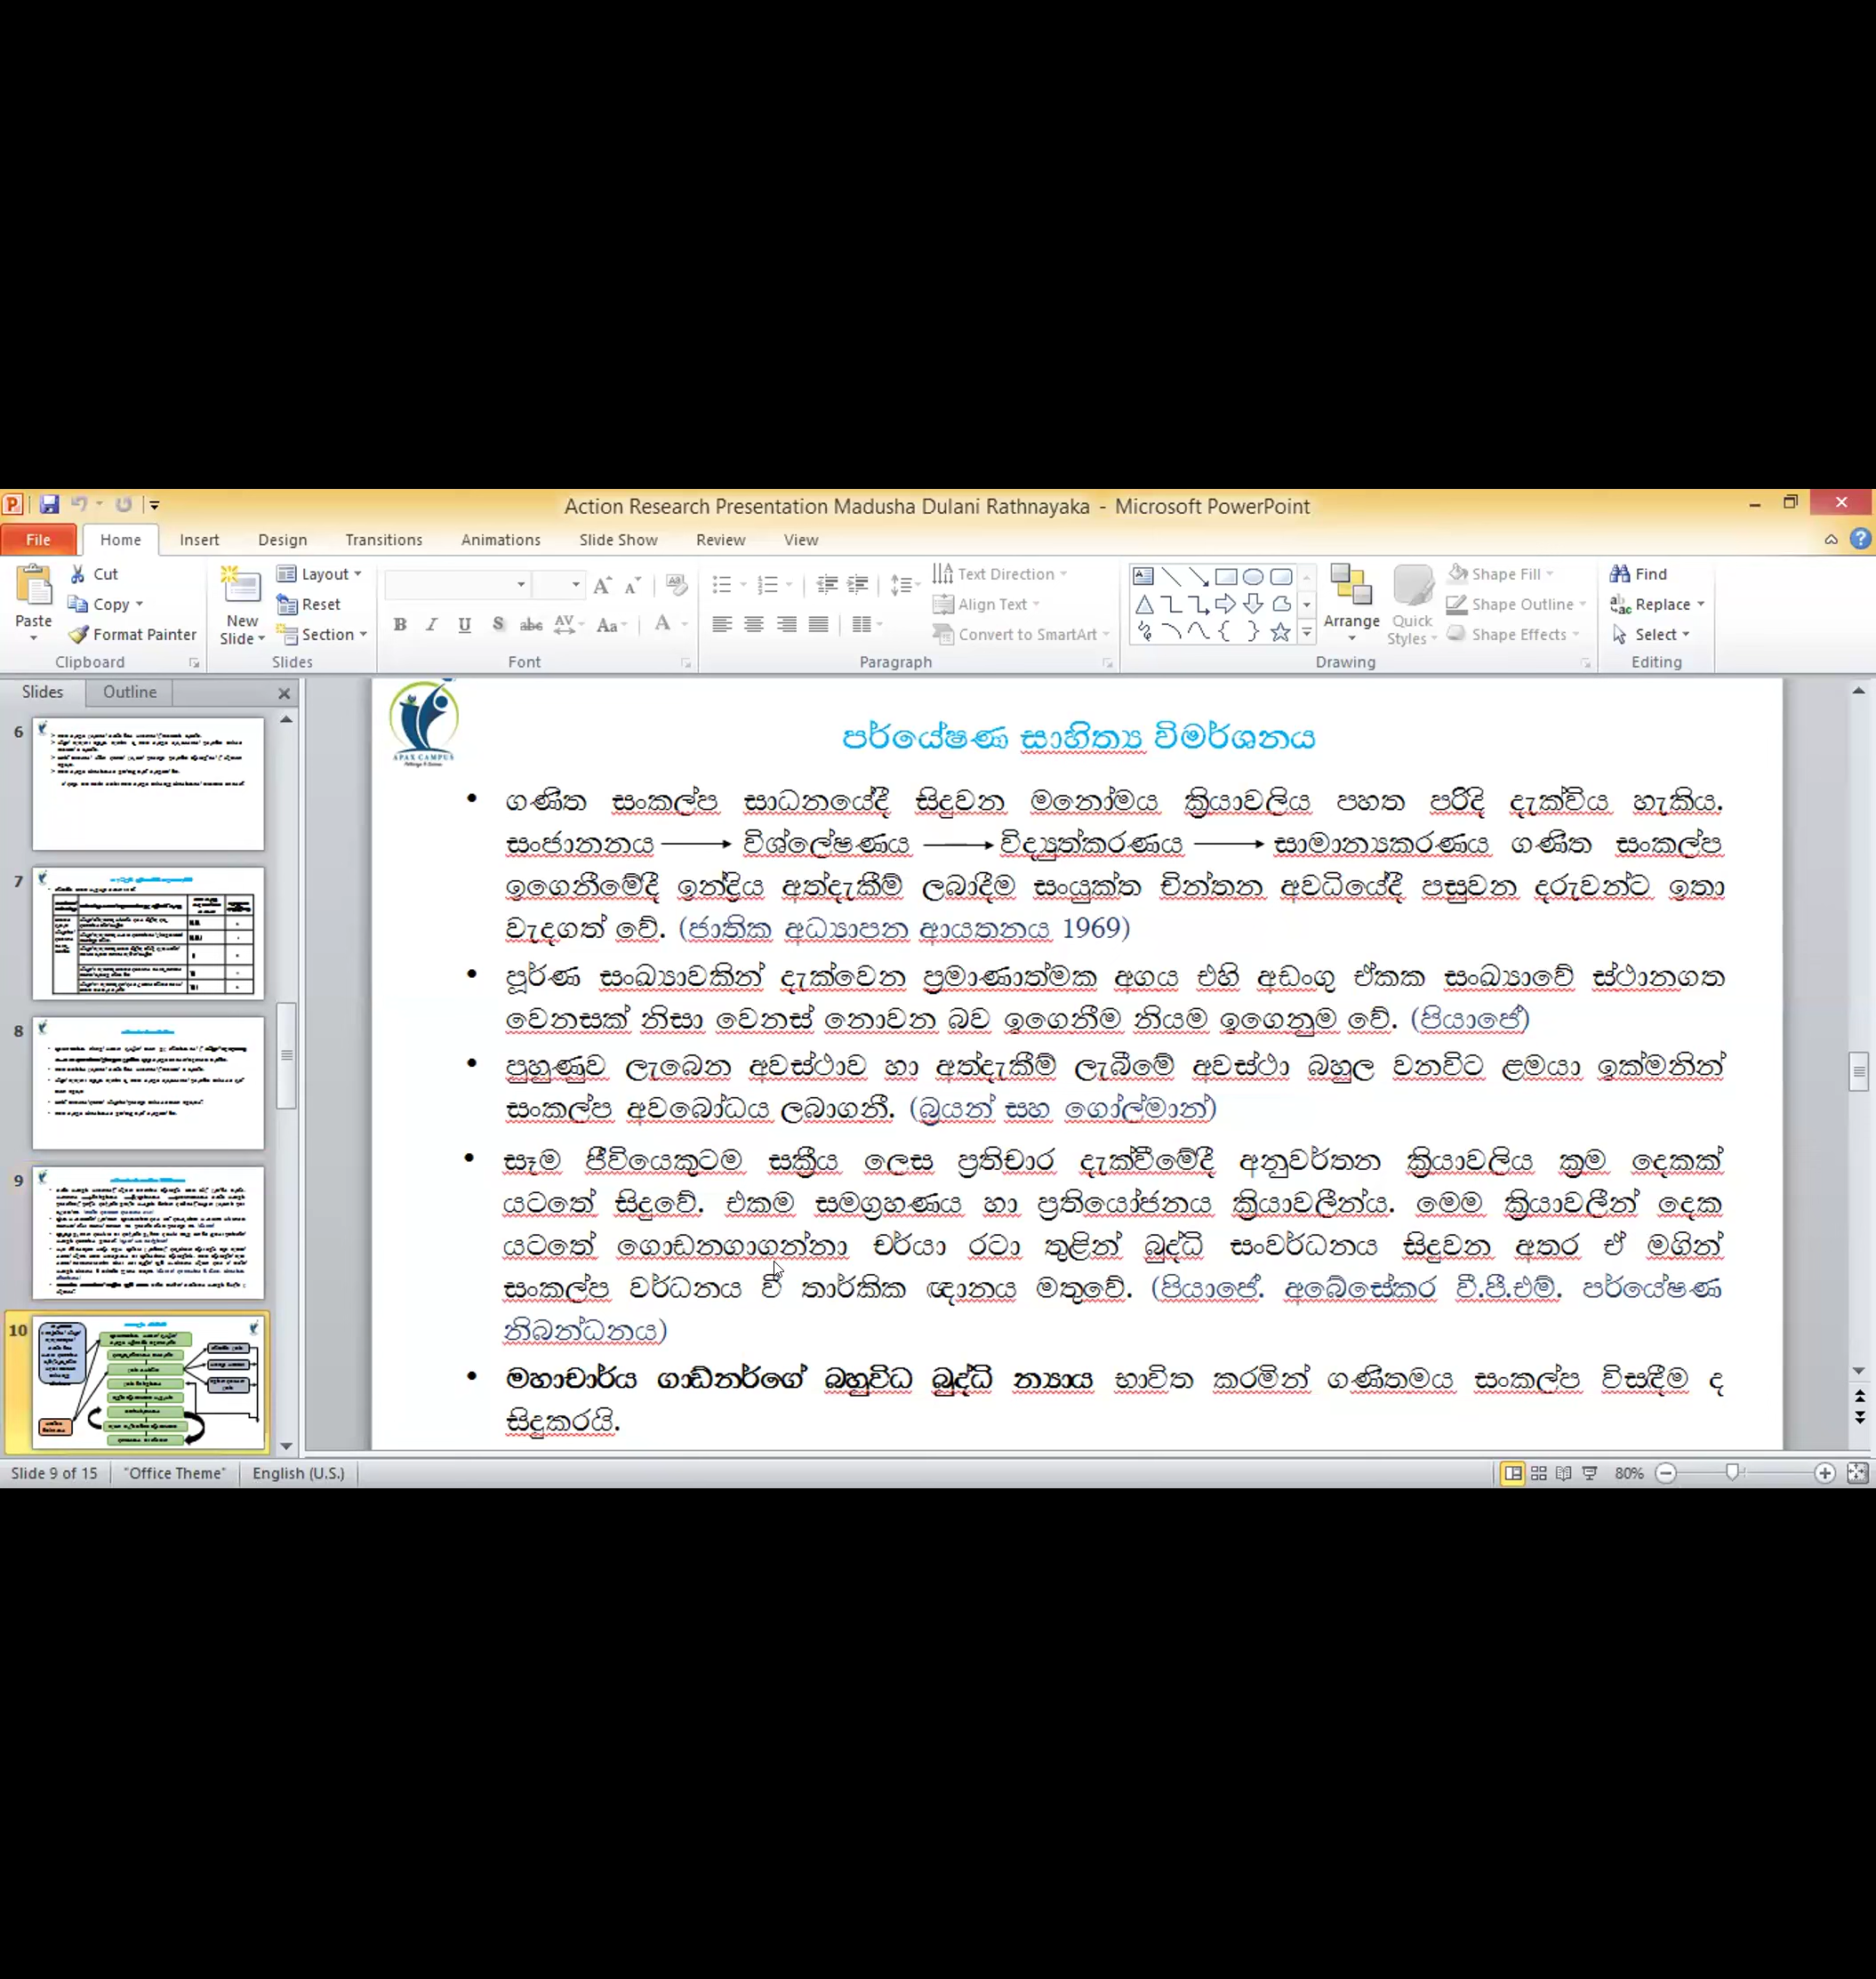 Action Research Presentation Madusha Dulani Rathnayaka - Microsoft PowerPoint
File Home Insert Design Transitions Animations Slide Show Review View
Paste
Cut
Copy
Format Painter
Clipboard
New
Slide
Layout
Reset
Section
Slides
Font
Text Direction
Align Text
Convert to SmartArt
Paragraph
Arrange
Quick
Styles
Shape Fill
Shape Outline
Shape Effects
Drawing
Find
Replace
Select
Editing
Slides Outline
6
7
8
9
10
APAX CAMPUS
පර්යේෂණ සාහිත්‍ය විමර්ශනය
• ගණිත සංකල්ප සාධනයේදී සිදුවන මනෝමය ක්‍රියාවලිය පහත පරිදි දැක්විය හැකිය.
සංජානනය → විශ්ලේෂණය → විද්‍යුත්කරණය → සාමාන්‍යකරණය ගණිත සංකල්ප
ඉගෙනීමේදී ඉන්ද්‍රිය අත්දැකීම් ලබාදීම සංයුක්ත චින්තන අවධියේදී පසුවන දරුවන්ට ඉතා
වැදගත් වේ. (ජාතික අධ්‍යාපන ආයතනය 1969)
• පූර්ණ සංඛ්‍යාවකින් දැක්වෙන ප්‍රමාණාත්මක අගය එහි අඩංගු ඒකක සංඛ්‍යාවේ ස්ථානගත
වෙනසක් නිසා වෙනස් නොවන බව ඉගෙනීම නියම ඉගෙනුම වේ. (පියාජේ)
• පුහුණුව ලැබෙන අවස්ථාව හා අත්දැකීම් ලැබීමේ අවස්ථා බහුල වනවිට ළමයා ඉක්මනින්
සංකල්ප අවබෝධය ලබාගනී. (බ්‍රයන් සහ ගෝල්මාන්)
• සෑම ජීවියෙකුටම සක්‍රීය ලෙස ප්‍රතිචාර දැක්වීමේදී අනුවර්තන ක්‍රියාවලිය ක්‍රම දෙකක්
යටතේ සිදුවේ. එකම සමග්‍රහණය හා ප්‍රතියෝජනය ක්‍රියාවලීන්ය. මෙම ක්‍රියාවලීන් දෙක
යටතේ ගොඩනගාගන්නා චර්යා රටා තුළින් බුද්ධි සංවර්ධනය සිදුවන අතර ඒ මගින්
සංකල්ප වර්ධනය වී තාර්කික ඥානය මතුවේ. (පියාජේ. අබේසේකර වී.පී.එම්. පර්යේෂණ
නිබන්ධනය)
• මහාචාර්ය ගාඩ්නර්ගේ බහුවිධ බුද්ධි න්‍යාය භාවිත කරමින් ගණිතමය සංකල්ප විසඳීම ද
සිදුකරයි.
Slide 9 of 15 "Office Theme" English (U.S.) 80%